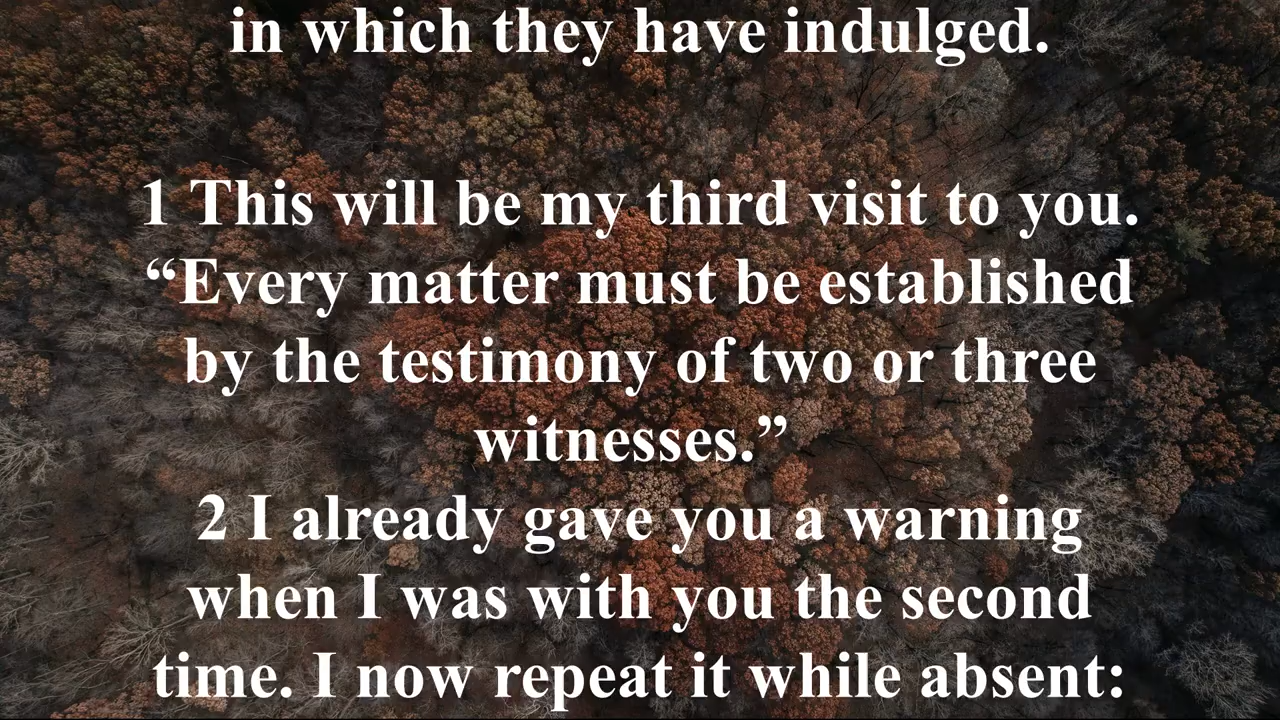 in which they have indulged.
1 This will be my third visit to you.
“Every matter must be established
by the testimony of two or three
witnesses.”
2 I already gave you a warning
when I was with you the second
time. I now repeat it while absent: